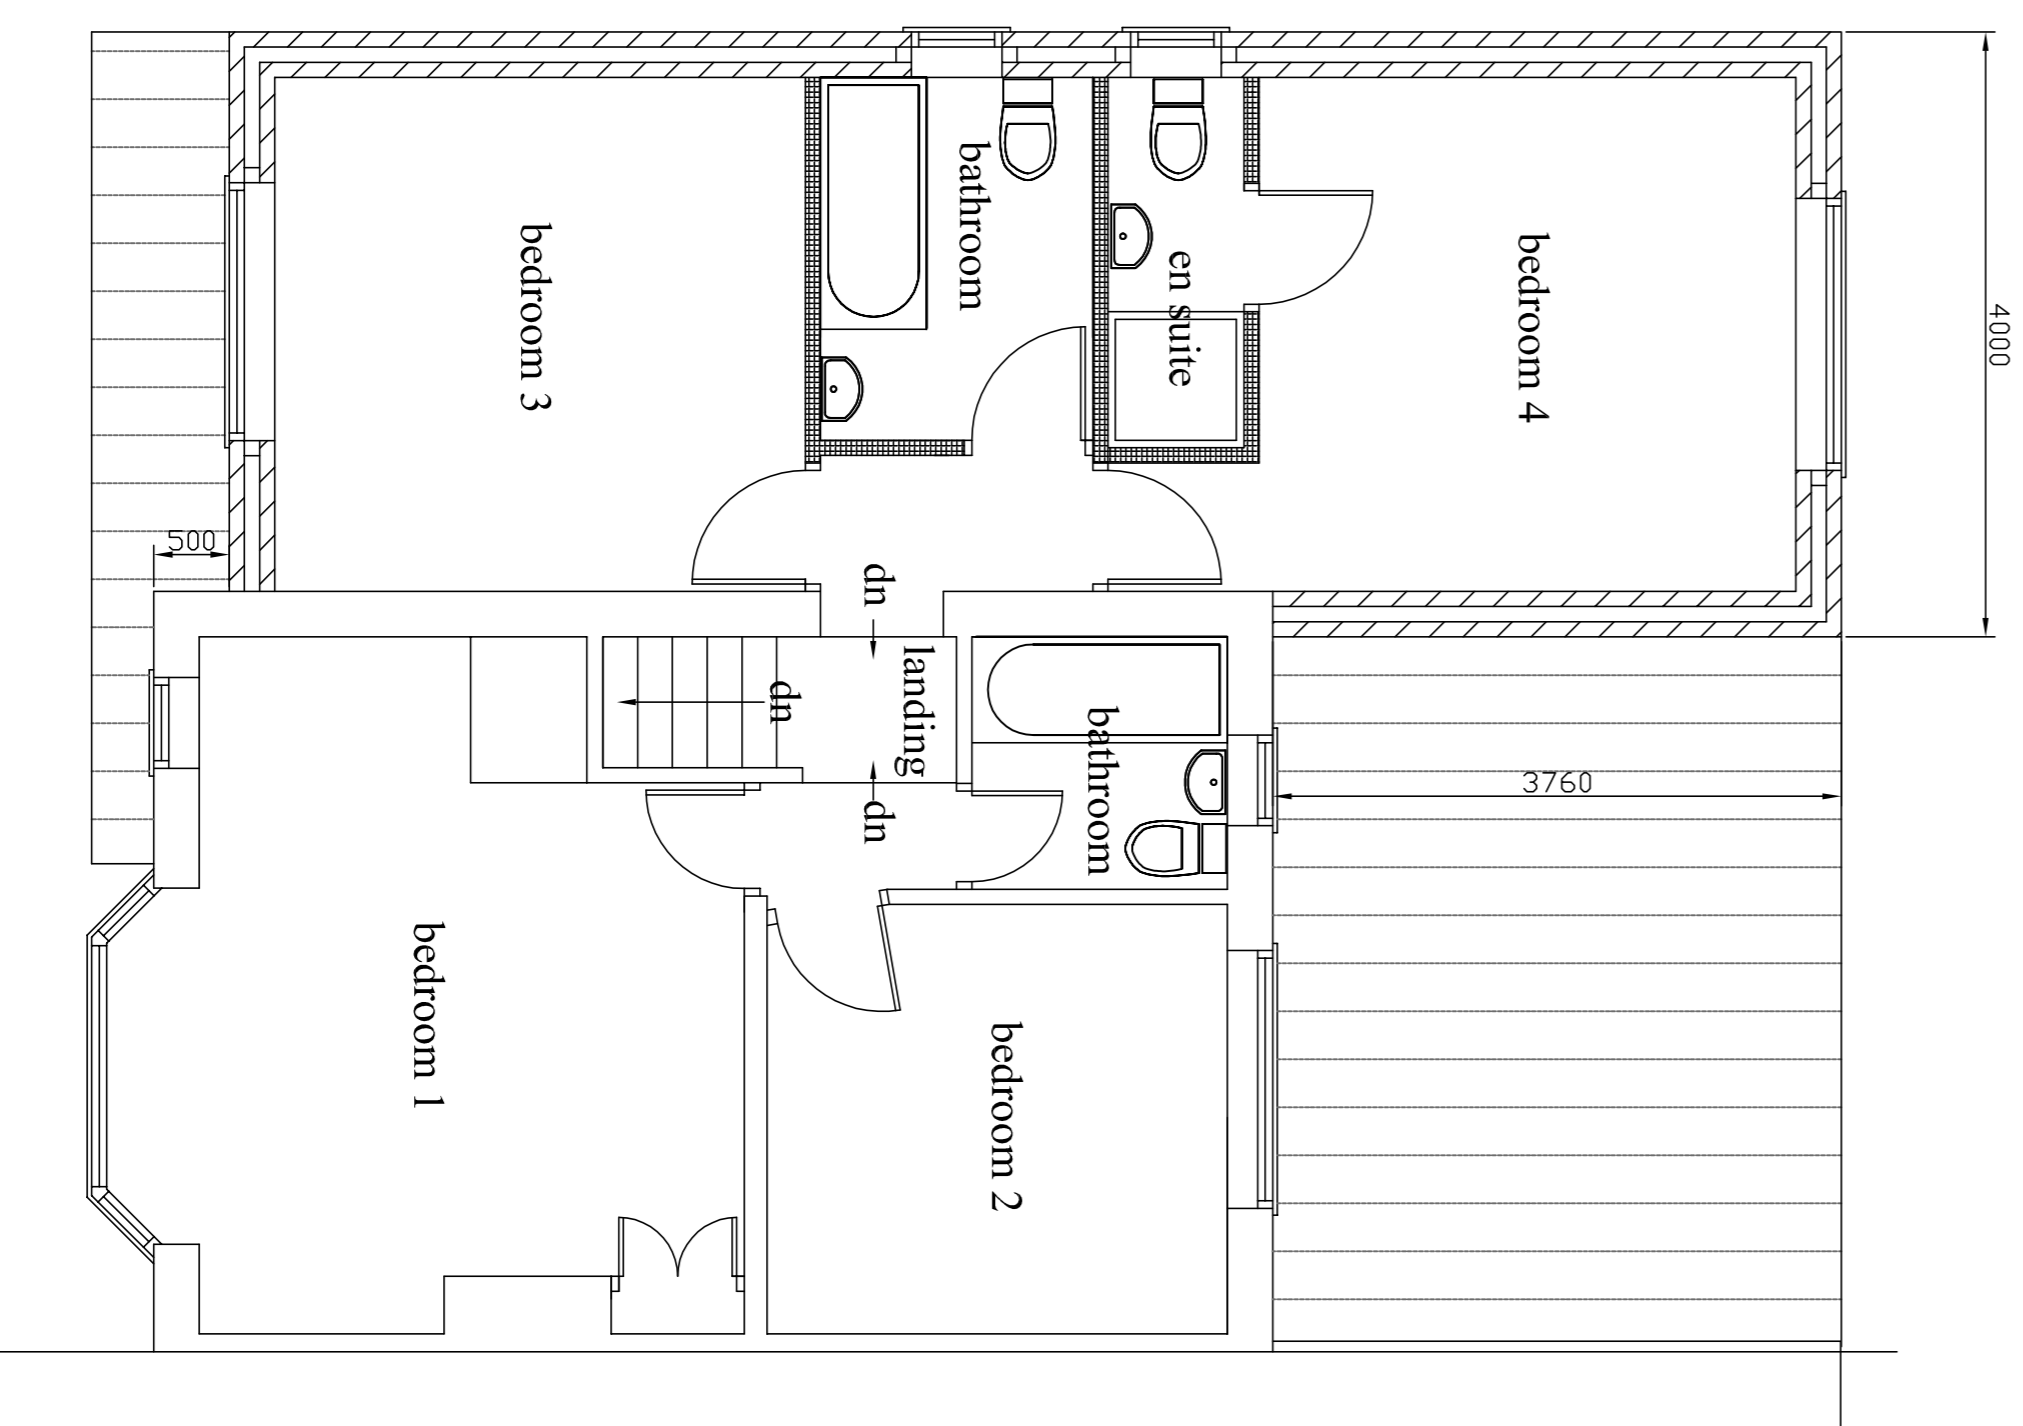 4000
bedroom 4
en suite
bathroom
bedroom 3
500
dn
landing
dn
dn
bathroom
3760
bedroom 1
bedroom 2